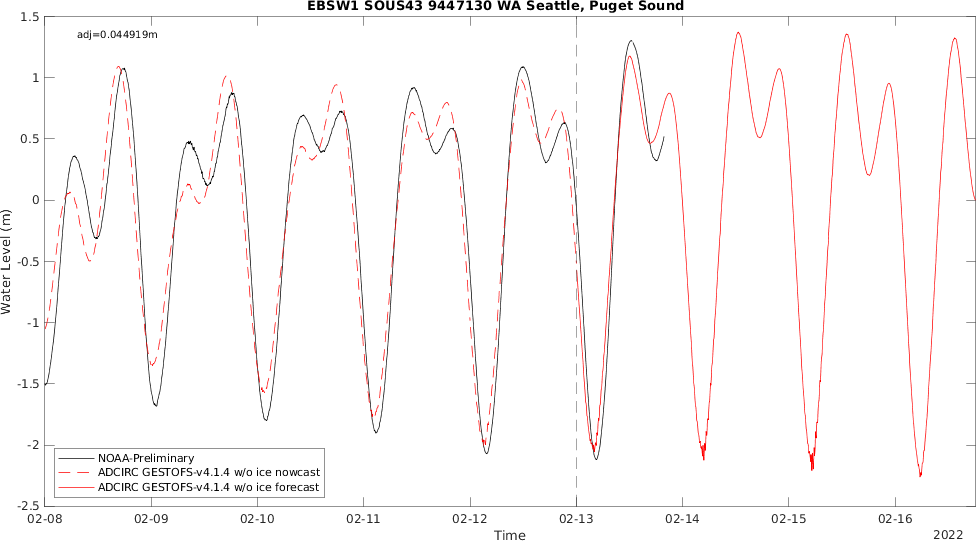 EBSW1 SOUS43 9447130 WA Seattle, Puget Sound
adj=0.044919m
1.5
1
0.5
0
-0.5
-1
-1.5
-2
-2.5
Water Level (m)
NOAA-Preliminary
ADCIRC GESTOFS-v4.1.4 w/o ice nowcast
ADCIRC GESTOFS-v4.1.4 w/o ice forecast
02-08 02-09 02-10 02-11 02-12 02-13 02-14 02-15 02-16
Time
2022